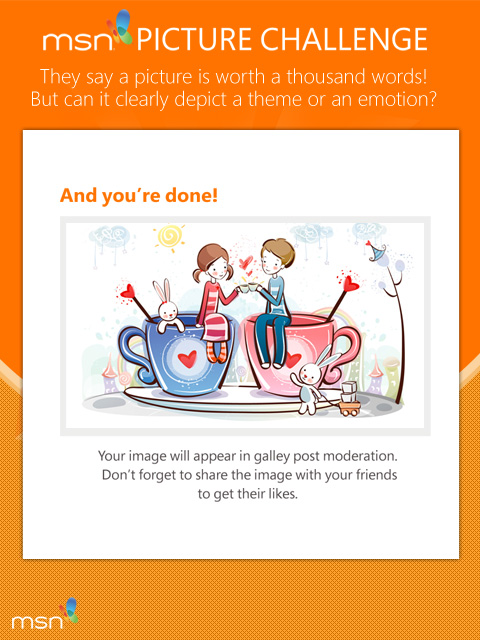 msn PICTURE CHALLENGE
They say a picture is worth a thousand words!
But can it clearly depict a theme or an emotion?
And you're done!
Your image will appear in galley post moderation.
Don't forget to share the image with your friends
to get their likes.
msn